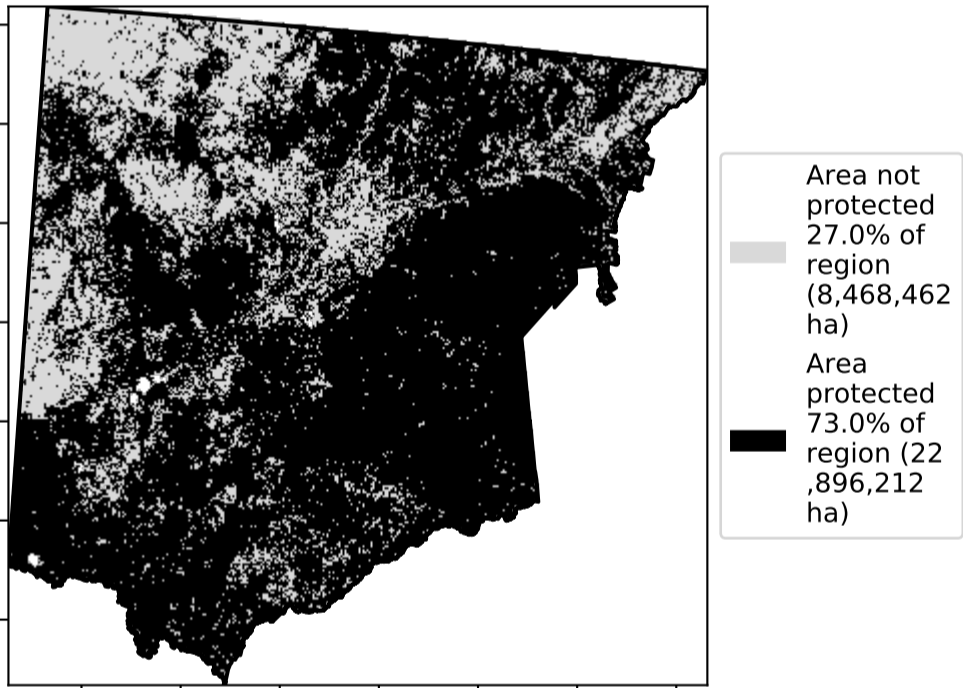 Area not
protected
27.0% of
region
(8,468,462
ha)
Area
protected
73.0% of
region (22
,896,212
ha)